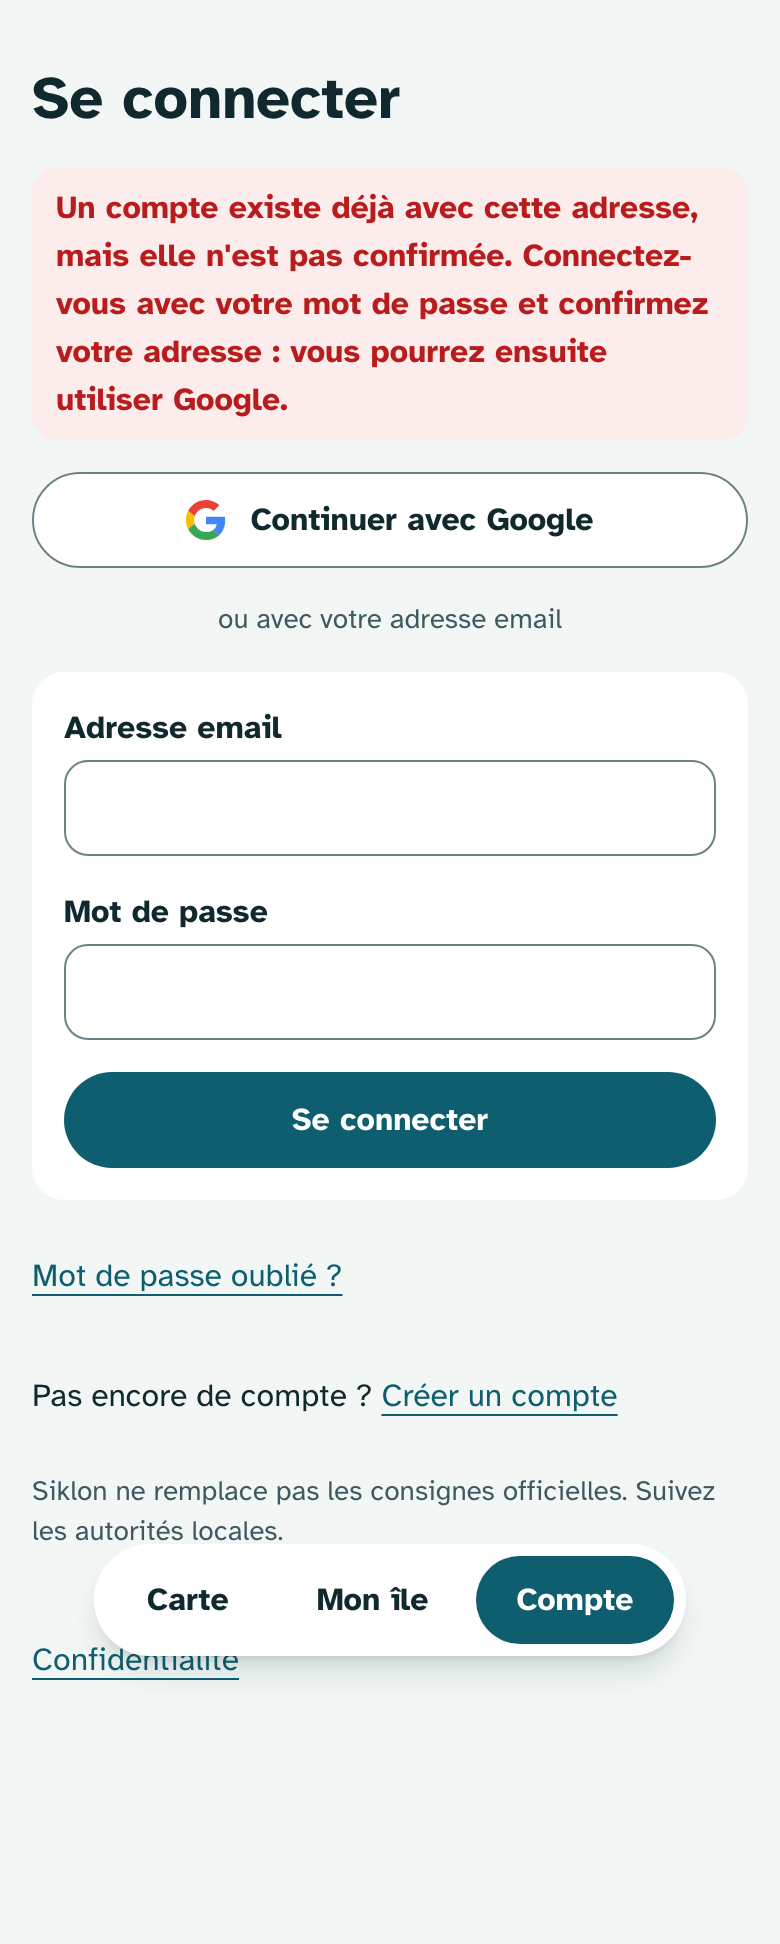 Se connecter
Un compte existe déjà avec cette adresse,
mais elle n'est pas confirmée. Connectez-
vous avec votre mot de passe et confirmez
votre adresse : vous pourrez ensuite
utiliser Google.
Continuer avec Google
ou avec votre adresse email
Adresse email
Mot de passe
Se connecter
Mot de passe oublié ?
Pas encore de compte ? Créer un compte
Siklon ne remplace pas les consignes officielles. Suivez
les autorités locales.
Carte
Mon île
Compte
Confidentialité